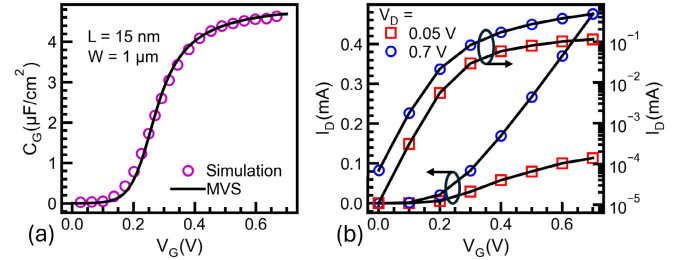 C_G(μF/cm²)
4
3
2
1
0
L = 15 nm
W = 1 μm
Simulation
MVS
0.0 0.2 0.4 0.6
V_G(V)
(a)
I_D(mA)
0.4
0.3
0.2
0.1
0.0
V_D =
0.05 V
0.7 V
10⁻¹
10⁻²
10⁻³
10⁻⁴
10⁻⁵
I_D(mA)
0.0 0.2 0.4 0.6
V_G(V)
(b)